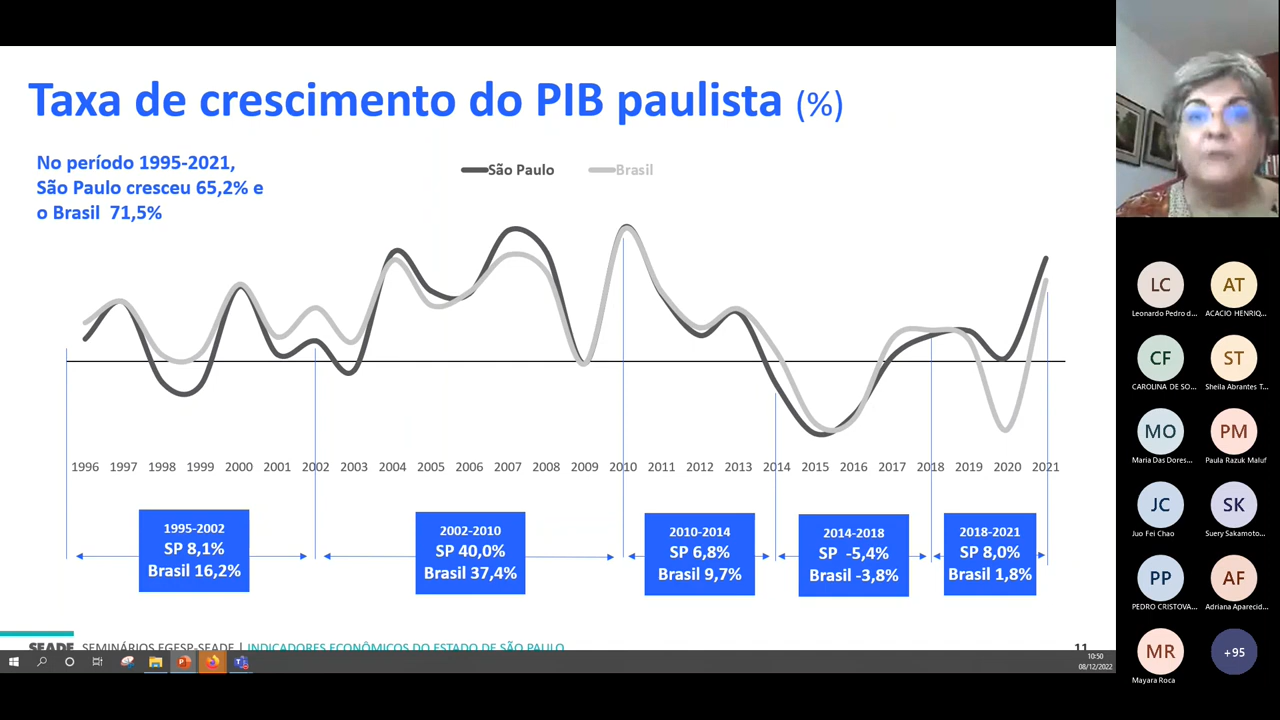 Taxa de crescimento do PIB paulista (%)
No período 1995-2021,
São Paulo cresceu 65,2% e
o Brasil 71,5%
São Paulo Brasil
1996 1997 1998 1999 2000 2001 2002 2003 2004 2005 2006 2007 2008 2009 2010 2011 2012 2013 2014 2015 2016 2017 2018 2019 2020 2021
1995-2002
SP 8,1%
Brasil 16,2%
2002-2010
SP 40,0%
Brasil 37,4%
2010-2014
SP 6,8%
Brasil 9,7%
2014-2018
SP -5,4%
Brasil -3,8%
2018-2021
SP 8,0%
Brasil 1,8%
SEADE SEMINÁRIOS EGESP-SEADE | INDICADORES ECONÔMICOS DO ESTADO DE SÃO PAULO 11
10:50
08/12/2022
LC AT
Leonardo Pedro d... ACACIO HENRIQ...
CF ST
CAROLINA DE SO... Sheila Abrantes T...
MO PM
Maria Das Dores... Paula Razuk Maluf
JC SK
Juo Fei Chao Suery Sakamoto...
PP AF
PEDRO CRISTOVA... Adriana Aparecid...
MR +95
Mayara Roca